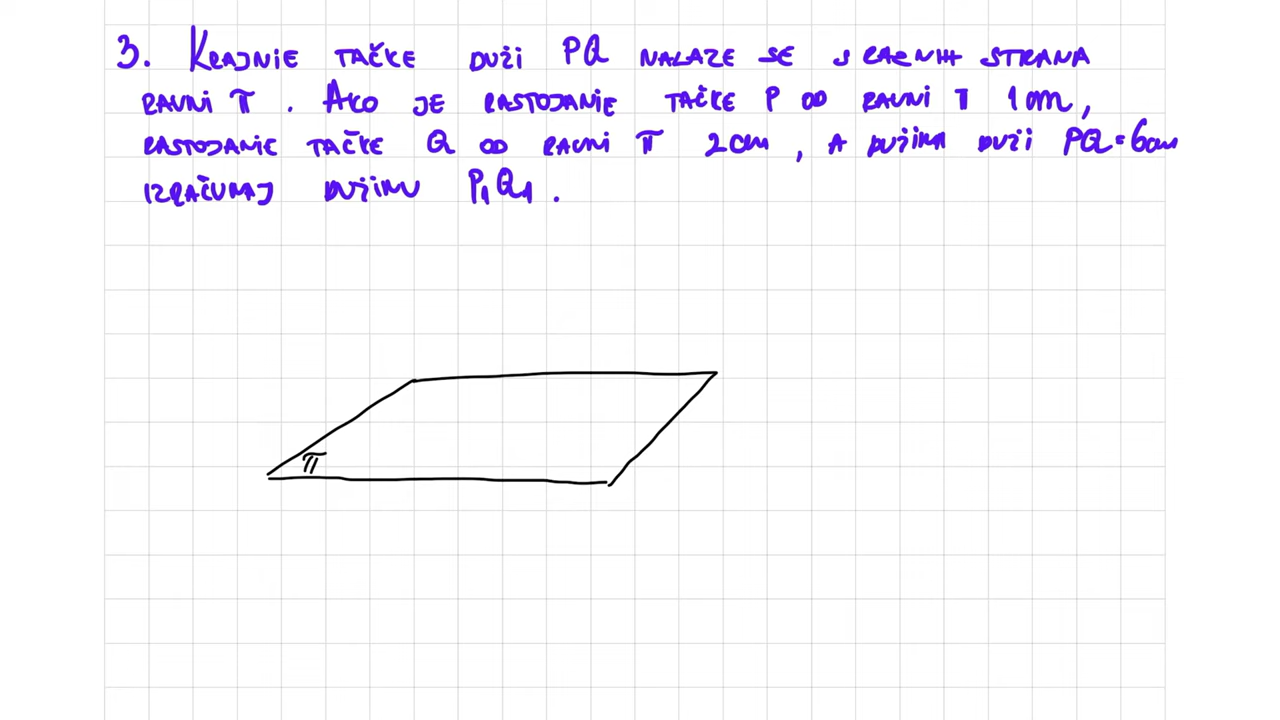 3. KRAJNJE TAČKE DUŽI PQ NALAZE SE S RAZNIH STRANA
RAVNI π. AKO JE RASTOJANJE TAČKE P OD RAVNI π 1cm,
RASTOJANJE TAČKE Q OD RAVNI π 2cm, A DUŽINA DUŽI PQ=6cm
IZRAČUNAJ DUŽINU P₁Q₁.
π